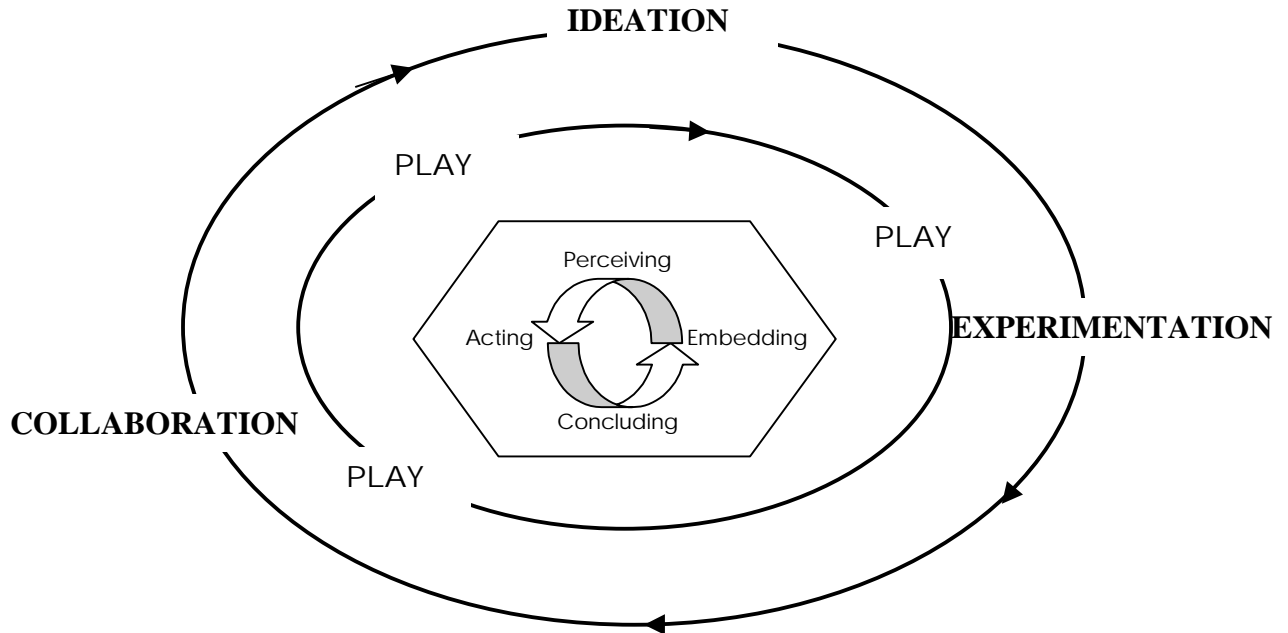 IDEATION
PLAY
PLAY
Perceiving
Acting
Embedding
EXPERIMENTATION
Concluding
COLLABORATION
PLAY